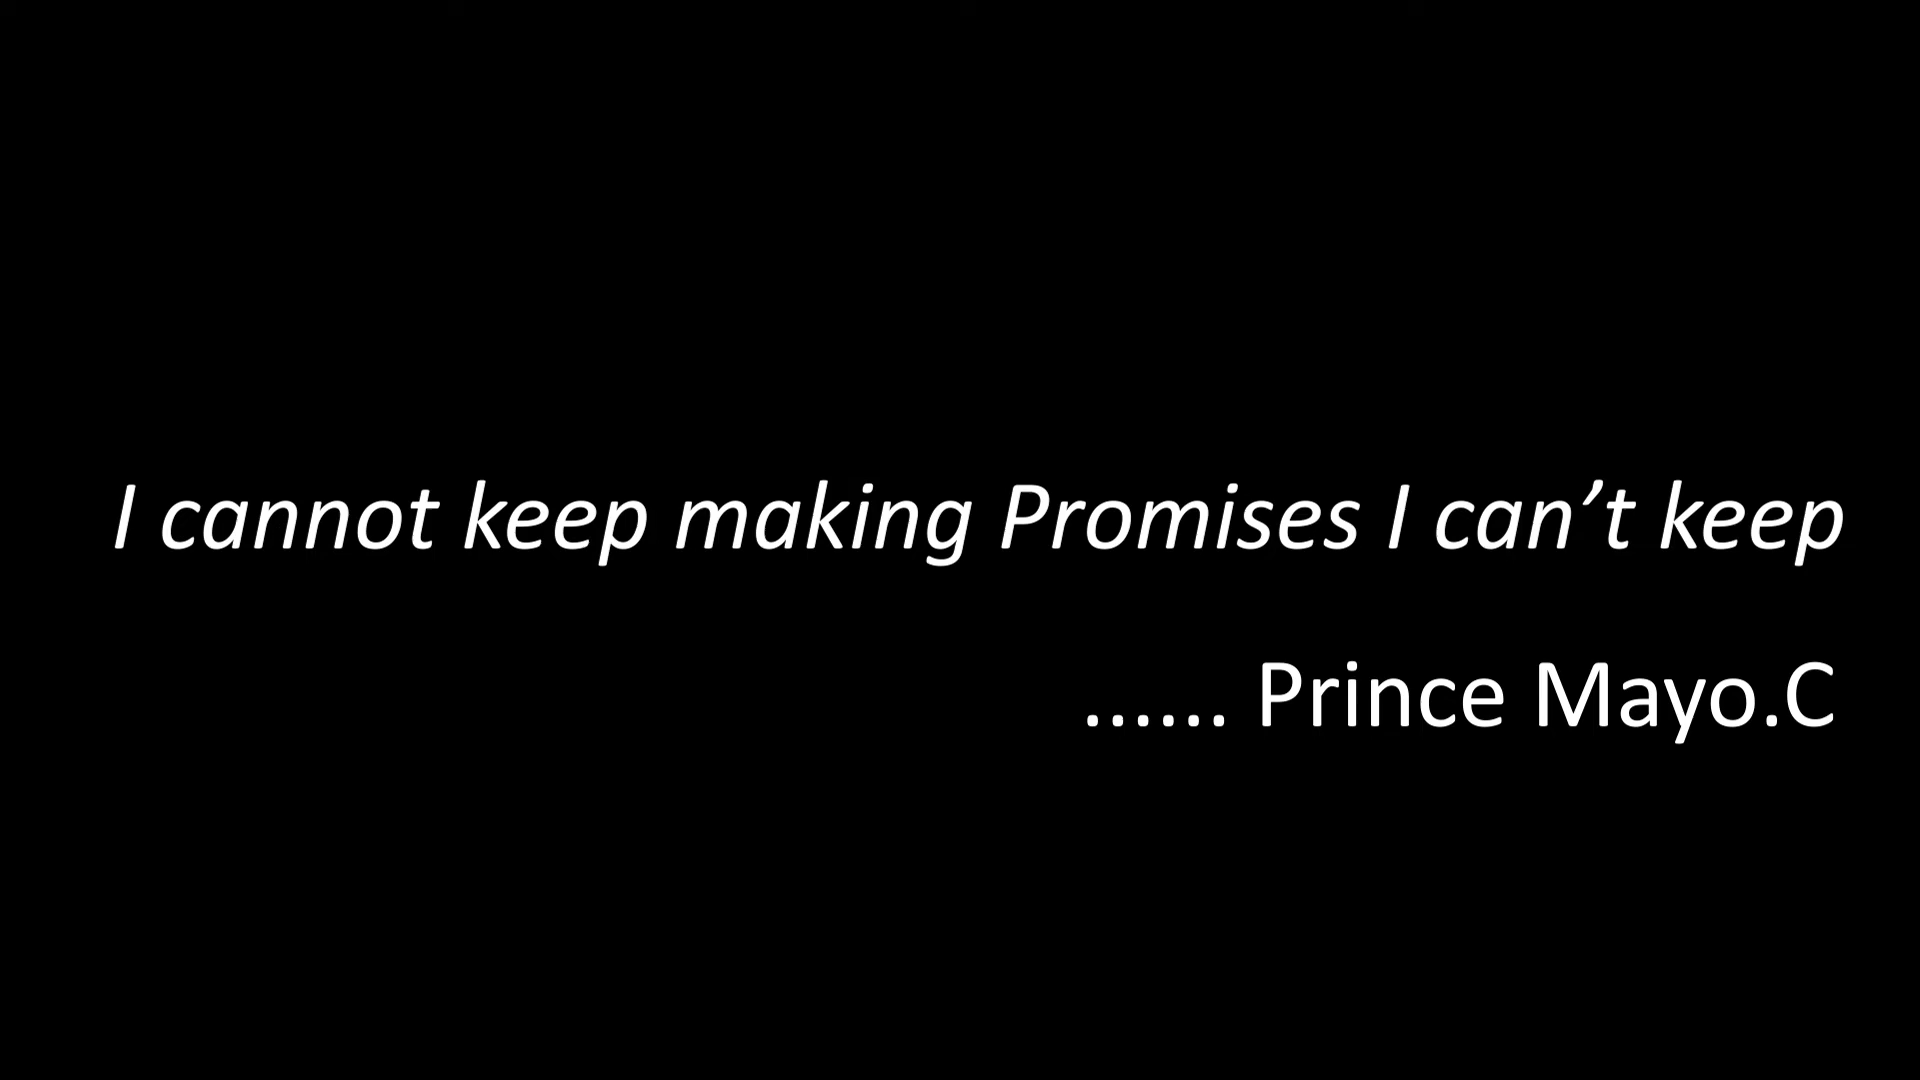 I cannot keep making Promises I can’t keep
...... Prince Mayo.C